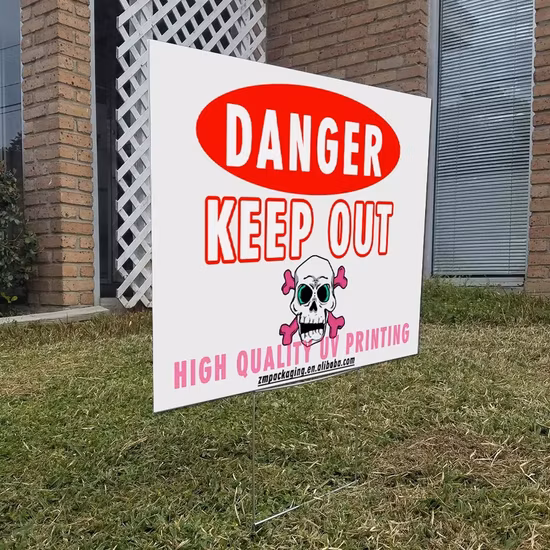 DANGER
KEEP OUT
HIGH QUALITY UV PRINTING
zmpackaging.en.alibaba.com